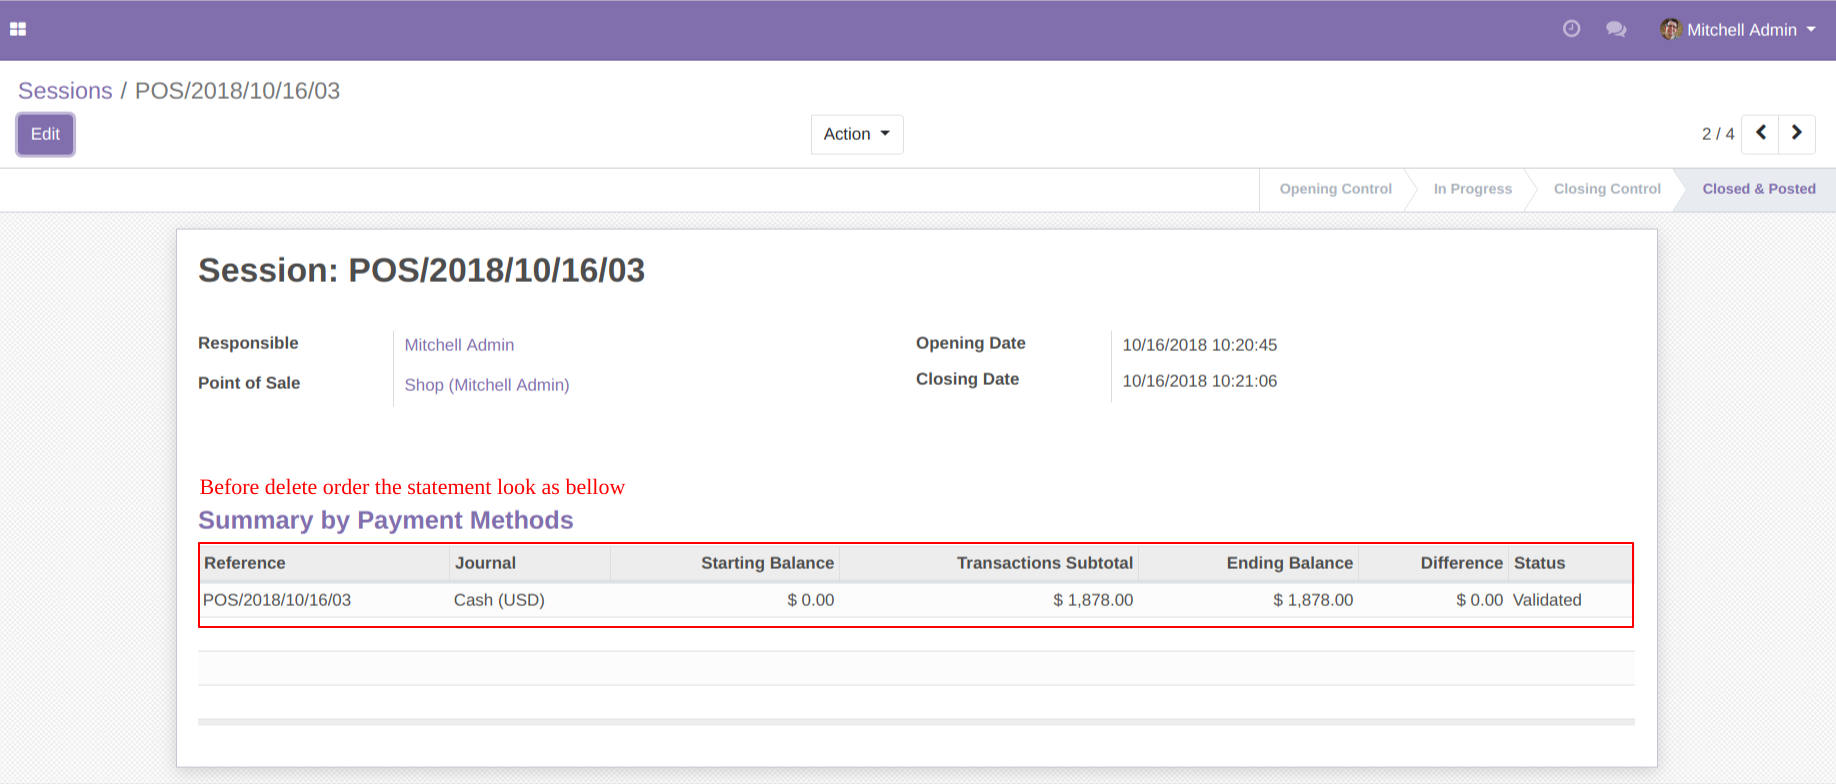 Mitchell Admin
Sessions / POS/2018/10/16/03
Edit
Action
2 / 4
Opening Control
In Progress
Closing Control
Closed & Posted
Session: POS/2018/10/16/03
Responsible
Mitchell Admin
Point of Sale
Shop (Mitchell Admin)
Opening Date
10/16/2018 10:20:45
Closing Date
10/16/2018 10:21:06
Before delete order the statement look as bellow
Summary by Payment Methods
Reference Journal Starting Balance Transactions Subtotal Ending Balance Difference Status
POS/2018/10/16/03 Cash (USD) $ 0.00 $ 1,878.00 $ 1,878.00 $ 0.00 Validated